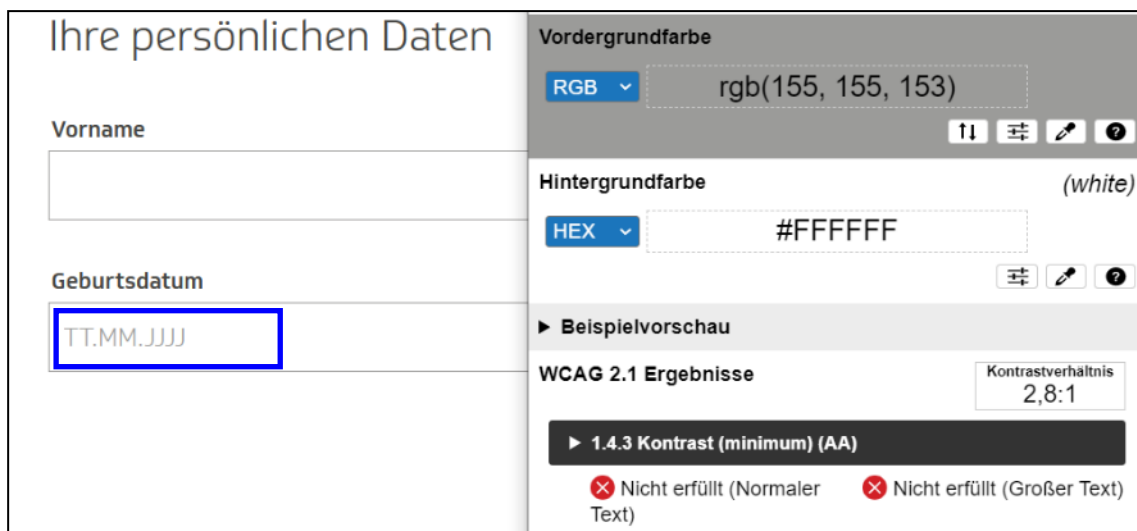 Ihre persönlichen Daten
Vorname
Geburtsdatum
TT.MM.JJJJ
Vordergrundfarbe
RGB
rgb(155, 155, 153)
Hintergrundfarbe
(white)
HEX
#FFFFFF
Beispielvorschau
WCAG 2.1 Ergebnisse
Kontrastverhältnis
2,8:1
1.4.3 Kontrast (minimum) (AA)
Nicht erfüllt (Normaler
Text)
Nicht erfüllt (Großer Text)